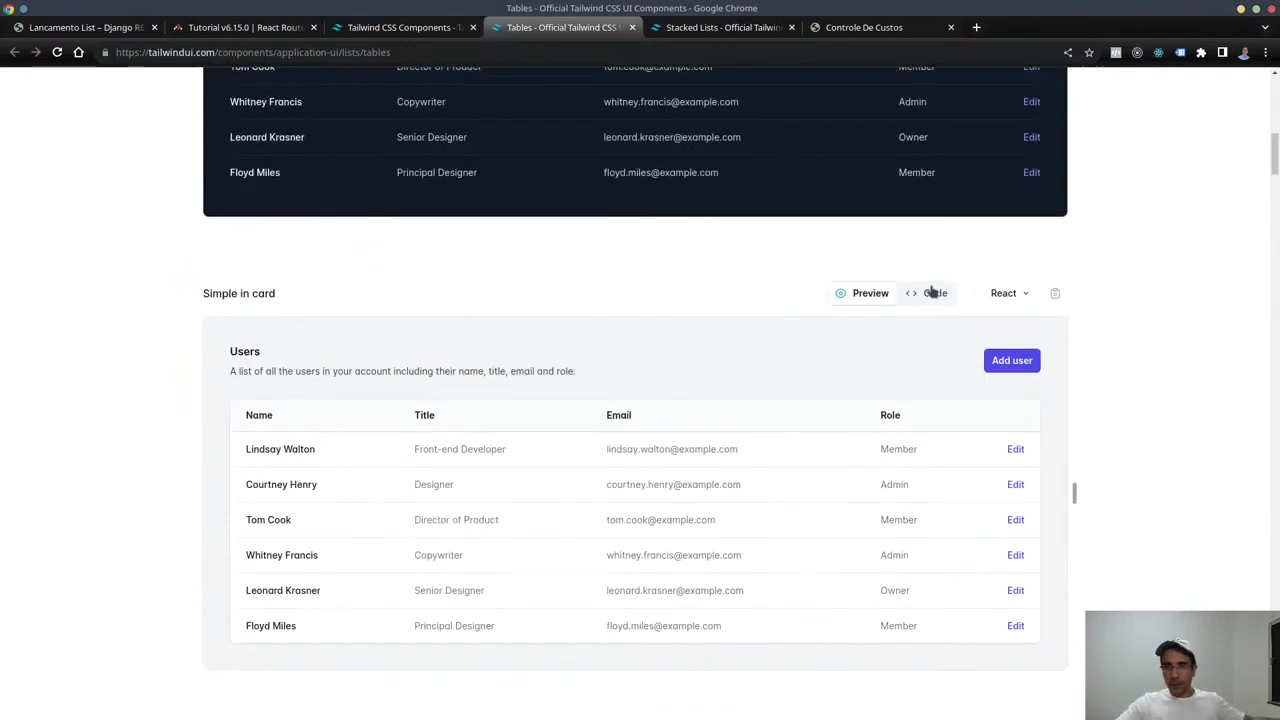 Tables - Official Tailwind CSS UI Components - Google Chrome
Lancamento List – Django RE
Tutorial v6.15.0 | React Route
Tailwind CSS Components - T
Tables - Official Tailwind CSS
Stacked Lists - Official Tailwin
Controle De Custos
https://tailwindui.com/components/application-ui/lists/tables
Tom Cook Director of Product tom.cook@example.com Member Edit
Whitney Francis Copywriter whitney.francis@example.com Admin Edit
Leonard Krasner Senior Designer leonard.krasner@example.com Owner Edit
Floyd Miles Principal Designer floyd.miles@example.com Member Edit
Simple in card Preview Code React
Users
Add user
A list of all the users in your account including their name, title, email and role.
Name Title Email Role
Lindsay Walton Front-end Developer lindsay.walton@example.com Member Edit
Courtney Henry Designer courtney.henry@example.com Admin Edit
Tom Cook Director of Product tom.cook@example.com Member Edit
Whitney Francis Copywriter whitney.francis@example.com Admin Edit
Leonard Krasner Senior Designer leonard.krasner@example.com Owner Edit
Floyd Miles Principal Designer floyd.miles@example.com Member Edit